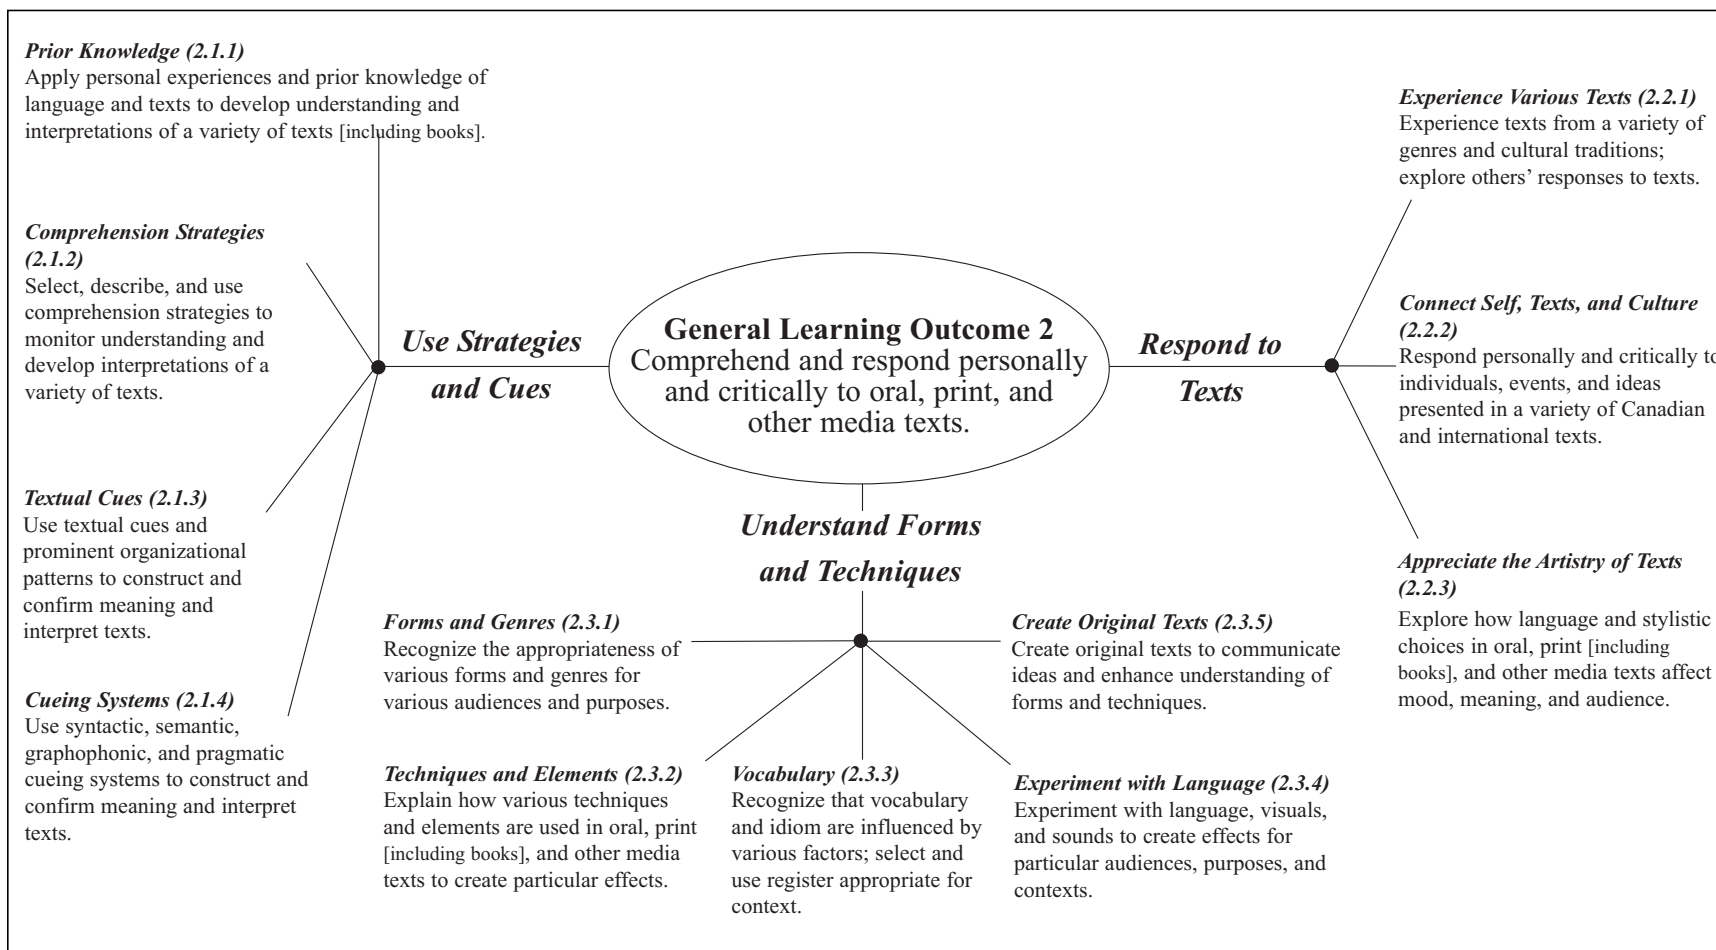 Prior Knowledge (2.1.1)
Apply personal experiences and prior knowledge of
language and texts to develop understanding and
interpretations of a variety of texts [including books].
Comprehension Strategies
(2.1.2)
Select, describe, and use
comprehension strategies to
monitor understanding and
develop interpretations of a
variety of texts.
Textual Cues (2.1.3)
Use textual cues and
prominent organizational
patterns to construct and
confirm meaning and
interpret texts.
Cueing Systems (2.1.4)
Use syntactic, semantic,
graphophonic, and pragmatic
cueing systems to construct and
confirm meaning and interpret
texts.
Use Strategies
and Cues
General Learning Outcome 2
Comprehend and respond personally
and critically to oral, print, and
other media texts.
Respond to
Texts
Experience Various Texts (2.2.1)
Experience texts from a variety of
genres and cultural traditions;
explore others’ responses to texts.
Connect Self, Texts, and Culture
(2.2.2)
Respond personally and critically to
individuals, events, and ideas
presented in a variety of Canadian
and international texts.
Appreciate the Artistry of Texts
(2.2.3)
Explore how language and stylistic
choices in oral, print [including
books], and other media texts affect
mood, meaning, and audience.
Understand Forms
and Techniques
Forms and Genres (2.3.1)
Recognize the appropriateness of
various forms and genres for
various audiences and purposes.
Techniques and Elements (2.3.2)
Explain how various techniques
and elements are used in oral, print
[including books], and other media
texts to create particular effects.
Vocabulary (2.3.3)
Recognize that vocabulary
and idiom are influenced by
various factors; select and
use register appropriate for
context.
Create Original Texts (2.3.5)
Create original texts to communicate
ideas and enhance understanding of
forms and techniques.
Experiment with Language (2.3.4)
Experiment with language, visuals,
and sounds to create effects for
particular audiences, purposes, and
contexts.